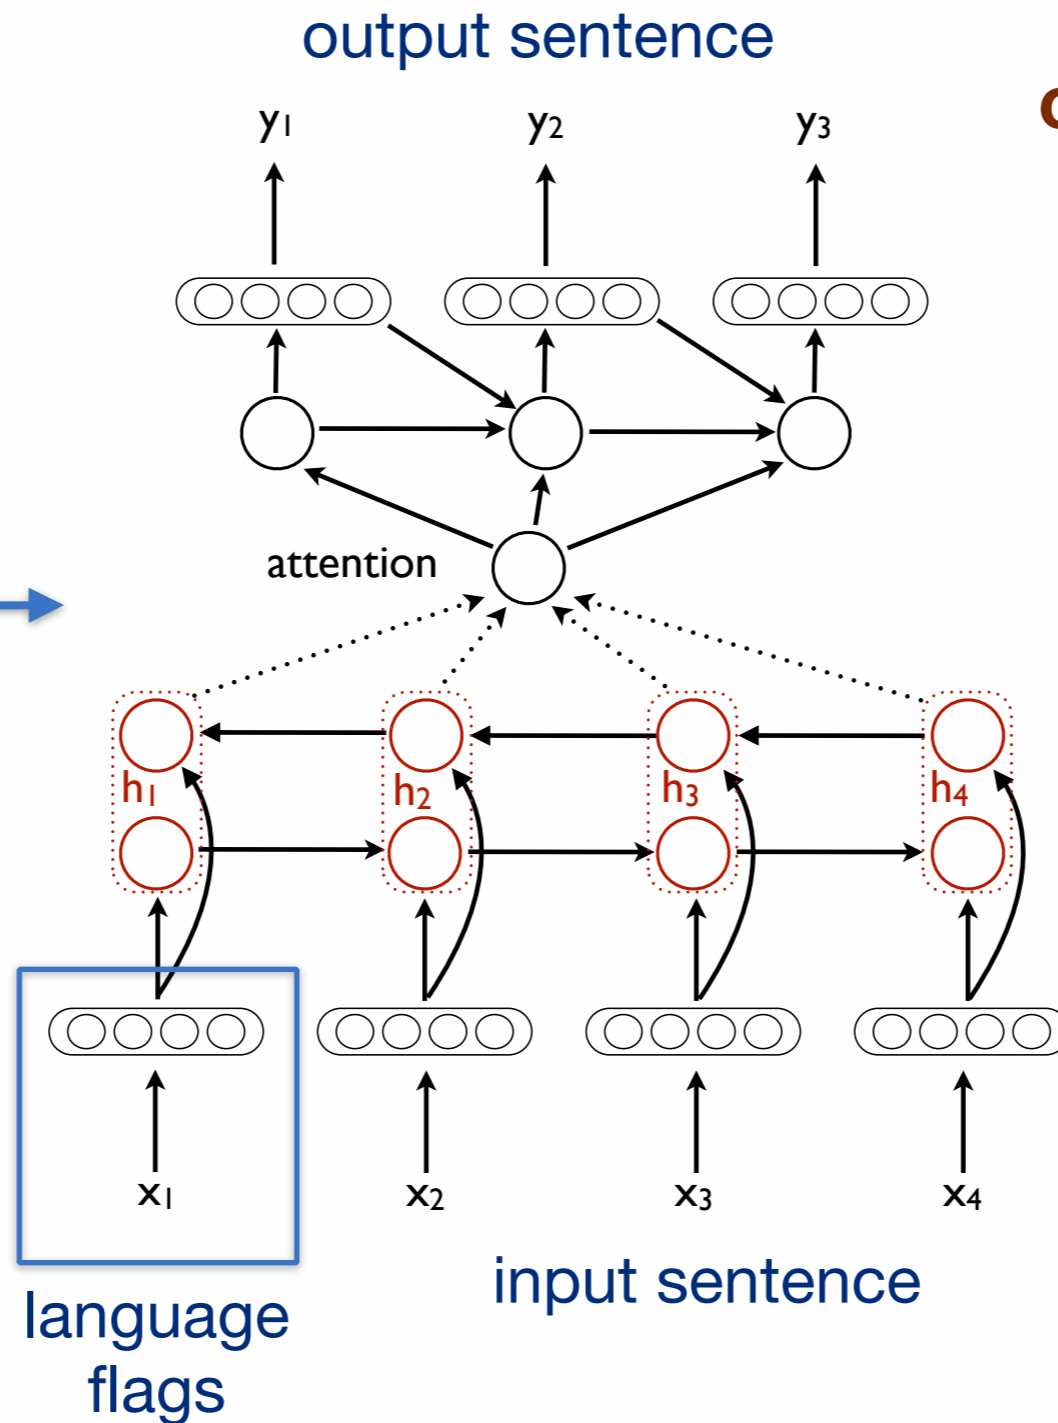 output sentence
y1 y2 y3
attention
h1 h2 h3 h4
x1 x2 x3 x4
input sentence
language
flags